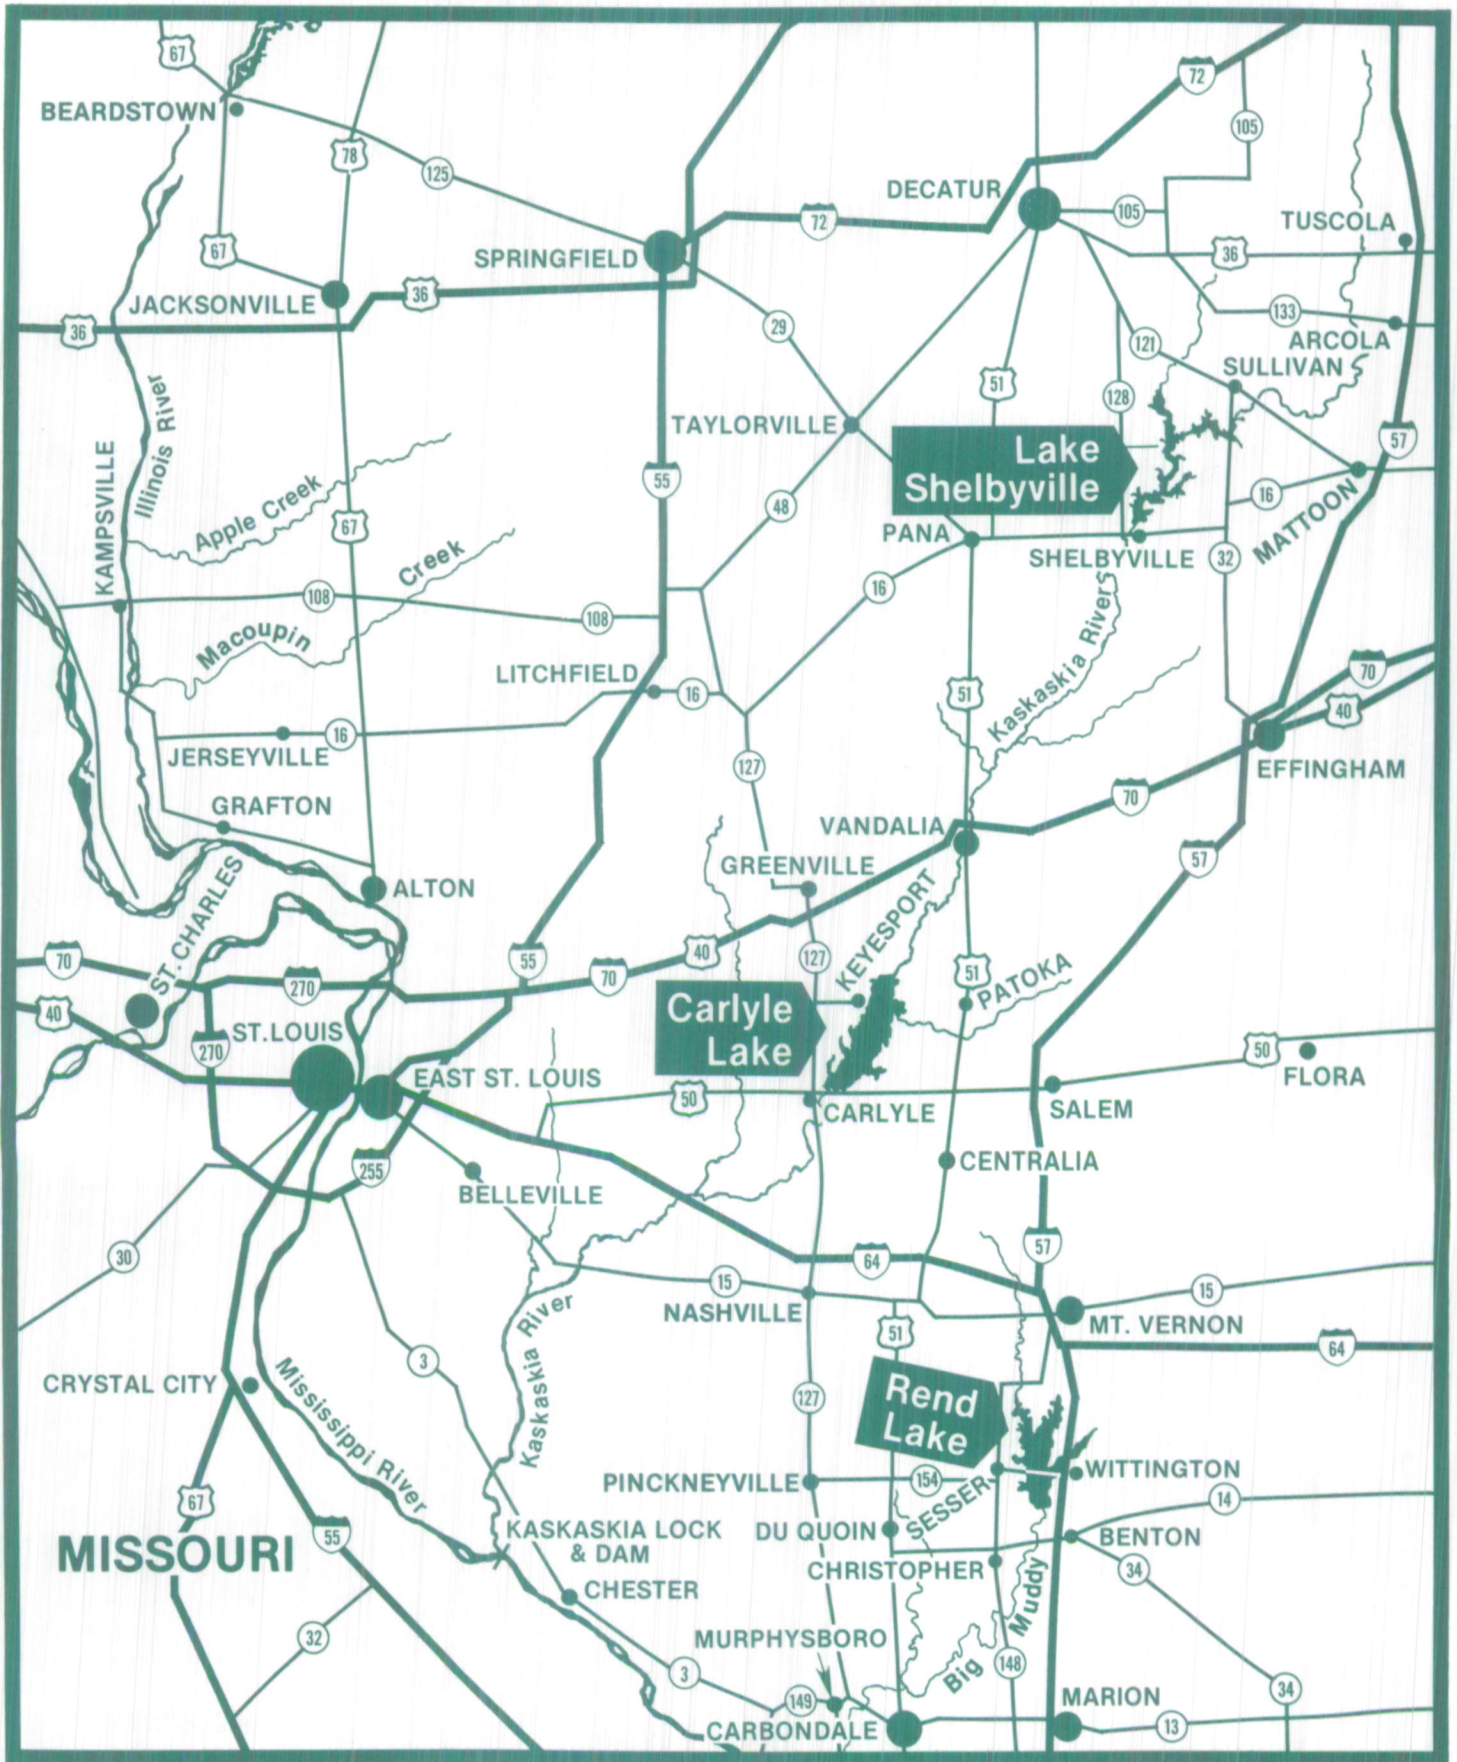 67
BEARDSTOWN
78
125
72
105
DECATUR
105
TUSCOLA
67
SPRINGFIELD
72
36
JACKSONVILLE
36
36
29
133
ARCOLA
121
SULLIVAN
51
128
Illinois River
TAYLORVILLE
57
Lake
Shelbyville
KAMPSVILLE
Apple Creek
55
48
16
MATTOON
67
PANA
SHELBYVILLE
32
Macoupin Creek
108
108
16
Kaskaskia Rivers
LITCHFIELD
16
51
70
40
JERSEYVILLE
16
127
EFFINGHAM
GRAFTON
70
VANDALIA
57
GREENVILLE
ALTON
ST. CHARLES
KEYESPORT
70
270
55
70
40
127
51
PATOKA
40
Carlyle
Lake
ST. LOUIS
270
EAST ST. LOUIS
50
50
FLORA
CARLYLE
SALEM
255
BELLEVILLE
CENTRALIA
30
64
57
15
15
NASHVILLE
Kaskaskia River
51
MT. VERNON
64
3
CRYSTAL CITY
Mississippi River
127
Rend
Lake
67
PINCKNEYVILLE
154
WITTINGTON
14
SESSER
55
MISSOURI
KASKASKIA LOCK
& DAM
DU QUOIN
BENTON
CHRISTOPHER
34
CHESTER
32
MURPHYSBORO
Big Muddy
148
3
149
34
MARION
CARBONDALE
13